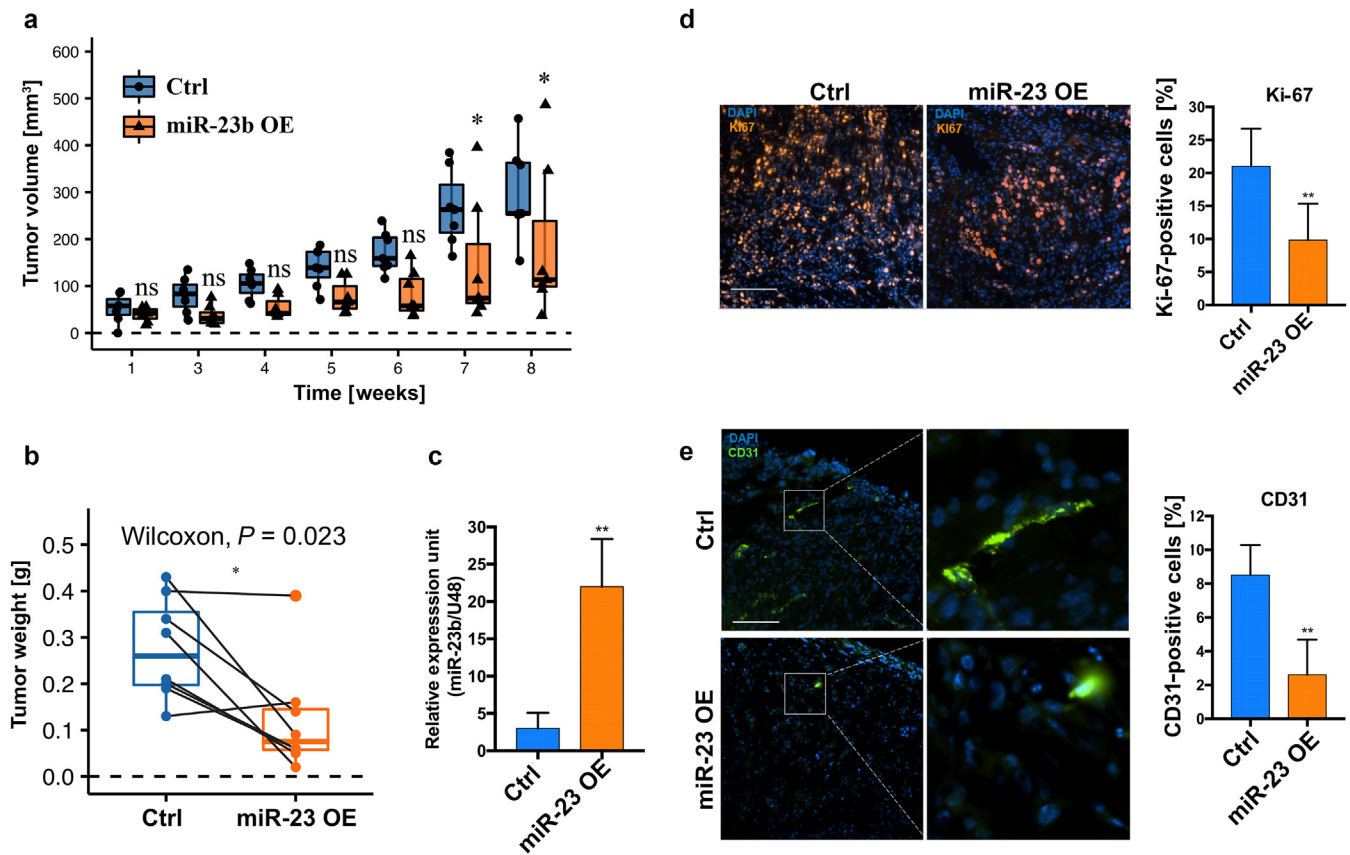 a
Tumor volume [mm³]
600
500
400
300
200
100
0
Ctrl
miR-23b OE
ns
ns
ns
ns
ns
*
*
1
3
4
5
6
7
8
Time [weeks]
b
Tumor weight [g]
0.5
0.4
0.3
0.2
0.1
0.0
Wilcoxon, P = 0.023
*
Ctrl
miR-23 OE
c
Relative expresssion unit
(miR-23b/U48)
30
25
20
15
10
5
0
**
Ctrl
miR-23 OE
d
Ctrl
miR-23 OE
DAPI
KI67
DAPI
KI67
Ki-67
Ki-67-positive cells [%]
30
25
20
15
10
5
0
**
Ctrl
miR-23 OE
e
Ctrl
DAPI
CD31
miR-23 OE
CD31
CD31-positive cells [%]
12
10
8
6
4
2
0
**
Ctrl
miR-23 OE